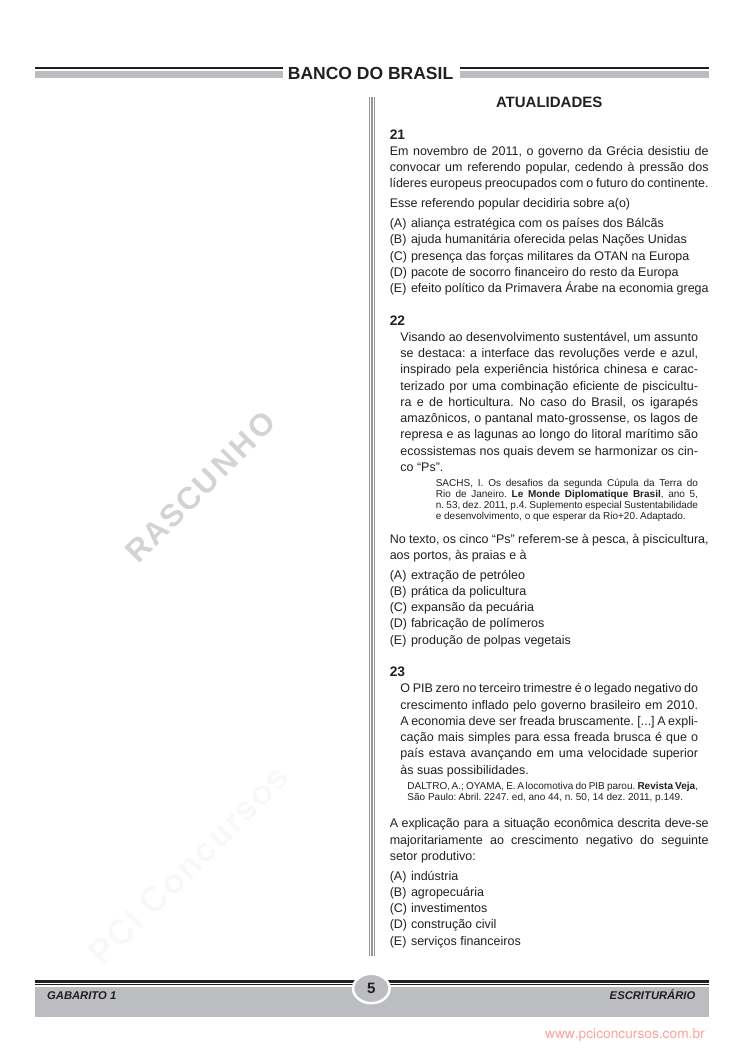 BANCO DO BRASIL
RASCUNHO
PCI Concursos
ATUALIDADES
21
Em novembro de 2011, o governo da Grécia desistiu de
convocar um referendo popular, cedendo à pressão dos
líderes europeus preocupados com o futuro do continente.
Esse referendo popular decidiria sobre a(o)
(A) aliança estratégica com os países dos Bálcãs
(B) ajuda humanitária oferecida pelas Nações Unidas
(C) presença das forças militares da OTAN na Europa
(D) pacote de socorro financeiro do resto da Europa
(E) efeito político da Primavera Árabe na economia grega
22
Visando ao desenvolvimento sustentável, um assunto
se destaca: a interface das revoluções verde e azul,
inspirado pela experiência histórica chinesa e carac-
terizado por uma combinação eficiente de piscicultu-
ra e de horticultura. No caso do Brasil, os igarapés
amazônicos, o pantanal mato-grossense, os lagos de
represa e as lagunas ao longo do litoral marítimo são
ecossistemas nos quais devem se harmonizar os cin-
co “Ps”.
SACHS, I. Os desafios da segunda Cúpula da Terra do
Rio de Janeiro. Le Monde Diplomatique Brasil, ano 5,
n. 53, dez. 2011, p.4. Suplemento especial Sustentabilidade
e desenvolvimento, o que esperar da Rio+20. Adaptado.
No texto, os cinco “Ps” referem-se à pesca, à piscicultura,
aos portos, às praias e à
(A) extração de petróleo
(B) prática da policultura
(C) expansão da pecuária
(D) fabricação de polímeros
(E) produção de polpas vegetais
23
O PIB zero no terceiro trimestre é o legado negativo do
crescimento inflado pelo governo brasileiro em 2010.
A economia deve ser freada bruscamente. [...] A expli-
cação mais simples para essa freada brusca é que o
país estava avançando em uma velocidade superior
às suas possibilidades.
DALTRO, A.; OYAMA, E. A locomotiva do PIB parou. Revista Veja,
São Paulo: Abril. 2247. ed, ano 44, n. 50, 14 dez. 2011, p.149.
A explicação para a situação econômica descrita deve-se
majoritariamente ao crescimento negativo do seguinte
setor produtivo:
(A) indústria
(B) agropecuária
(C) investimentos
(D) construção civil
(E) serviços financeiros
GABARITO 1
5
ESCRITURÁRIO
www.pciconcursos.com.br